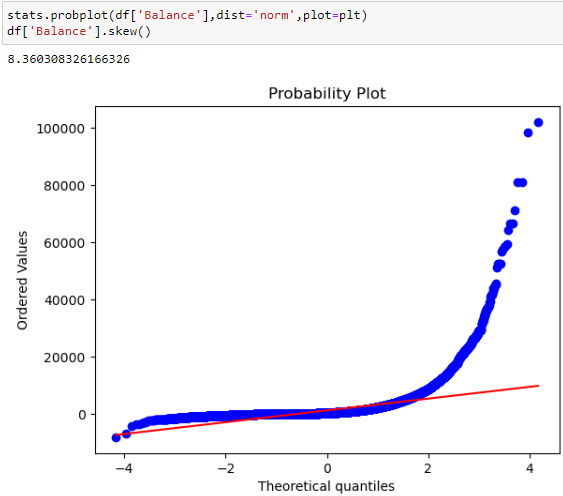 stats.probplot(df['Balance'],dist='norm',plot=plt)
df['Balance'].skew()
8.360308326166326
Probability Plot
100000
80000
60000
40000
20000
0
Ordered Values
−4
−2
0
2
4
Theoretical quantiles